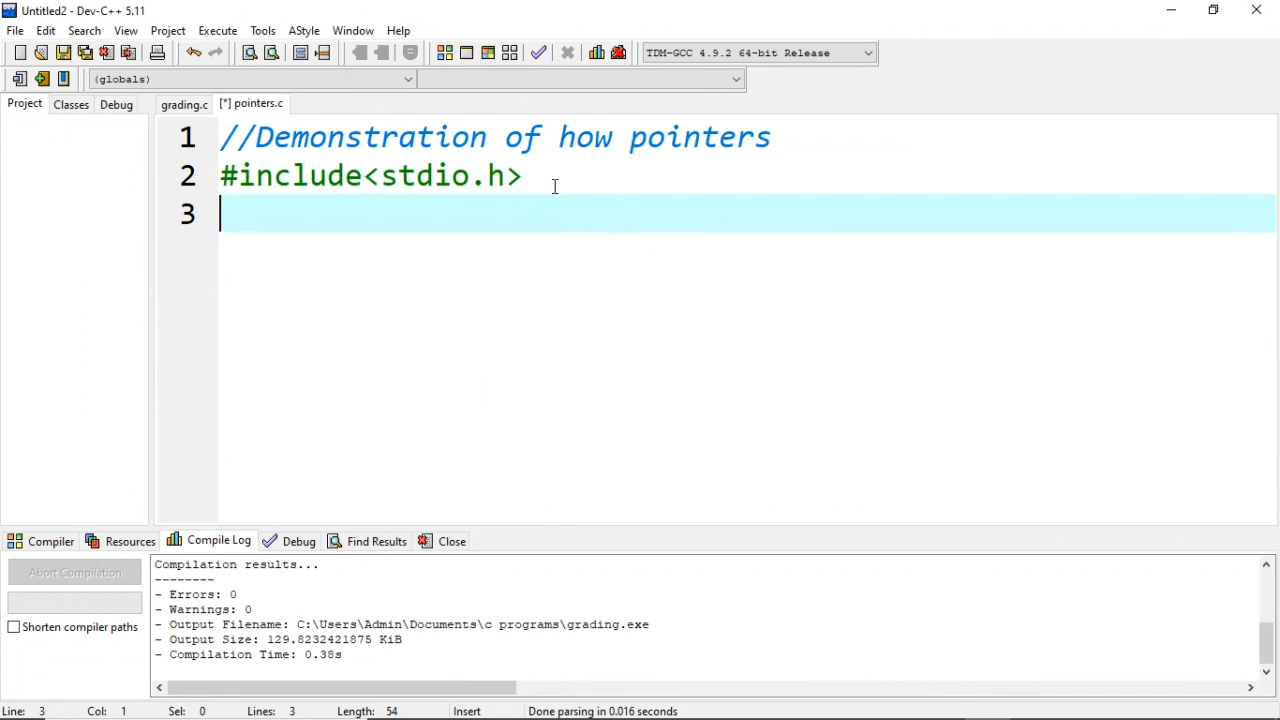 Untitled2 - Dev-C++ 5.11
File Edit Search View Project Execute Tools AStyle Window Help
TDM-GCC 4.9.2 64-bit Release
(globals)
Project Classes Debug grading.c [*] pointers.c
1 //Demonstration of how pointers
2 #include<stdio.h>
3
Compiler Resources Compile Log Debug Find Results Close
Abort Compilation
Shorten compiler paths
Compilation results...
--------
- Errors: 0
- Warnings: 0
- Output Filename: C:\Users\Admin\Documents\c programs\grading.exe
- Output Size: 129.8232421875 KiB
- Compilation Time: 0.38s
Line: 3 Col: 1 Sel: 0 Lines: 3 Length: 54 Insert Done parsing in 0.016 seconds